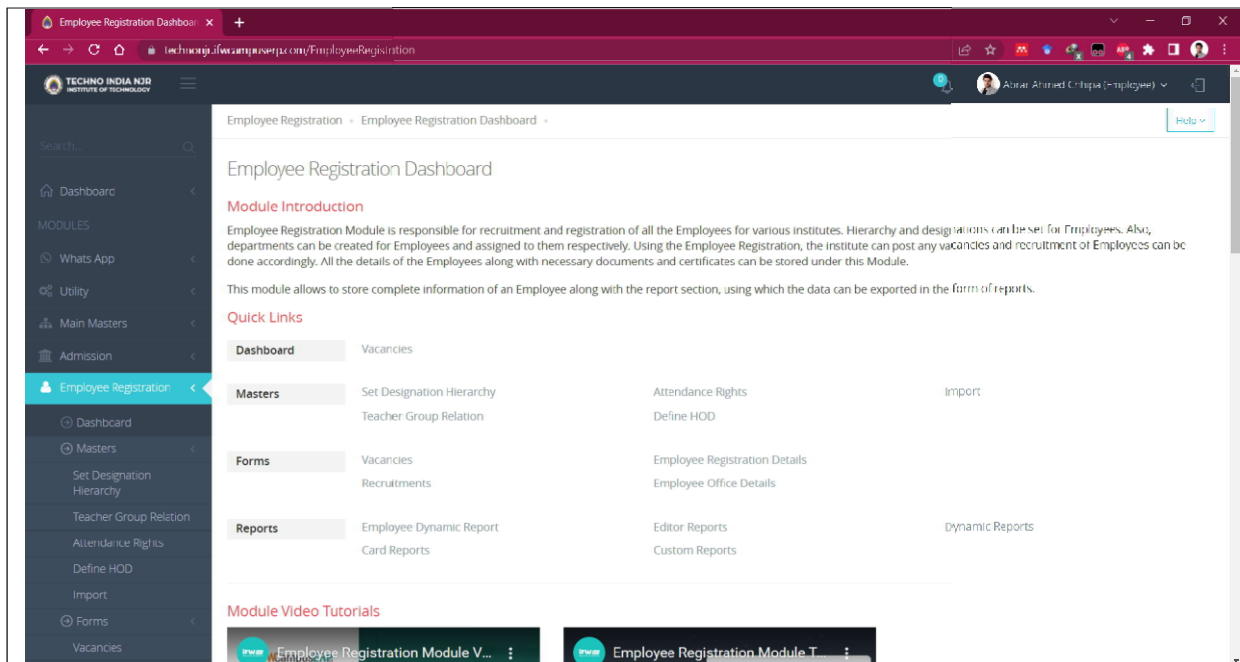 Employee Registration Dashboar
TECHNO INDIA NJR
INSTITUTE OF TECHNOLOGY
0
Abrar Ahmed Chhipa (Employee)
Employee Registration Employee Registration Dashboard
Help
Search...
Dashboard
MODULES
Whats App
Utility
Main Masters
Admission
Employee Registration
Dashboard
Masters
Set Designation
Hierarchy
Teacher Group Relation
Attendance Rights
Define HOD
Import
Forms
Vacancies
Employee Registration Dashboard
Module Introduction
Employee Registration Module is responsible for recruitment and registration of all the Employees for various institutes. Hierarchy and designations can be set for Employees. Also,
departments can be created for Employees and assigned to them respectively. Using the Employee Registration, the institute can post any vacancies and recruitment of Employees can be
done accordingly. All the details of the Employees along with necessary documents and certificates can be stored under this Module.
This module allows to store complete information of an Employee along with the report section, using which the data can be exported in the form of reports.
Quick Links
Dashboard Vacancies
Masters Set Designation Hierarchy Attendance Rights Import
Teacher Group Relation Define HOD
Forms Vacancies Employee Registration Details
Recruitments Employee Office Details
Reports Employee Dynamic Report Editor Reports Dynamic Reports
Card Reports Custom Reports
Module Video Tutorials
Employee Registration Module V...
Employee Registration Module T...